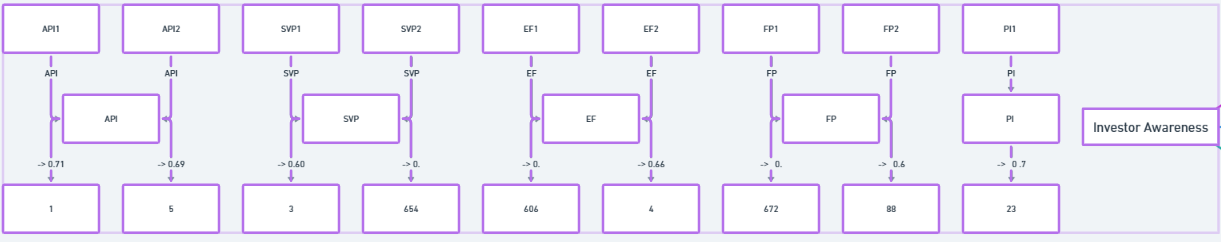 API1 API2 SVP1 SVP2 EF1 EF2 FP1 FP2 PI1
API API SVP SVP EF EF FP FP PI
API SVP EF FP PI Investor Awareness
-> 0.71 -> 0.69 -> 0.60 -> 0. -> 0. -> 0.66 -> 0. -> 0.6 -> 0 .7
1 5 3 654 606 4 672 88 23